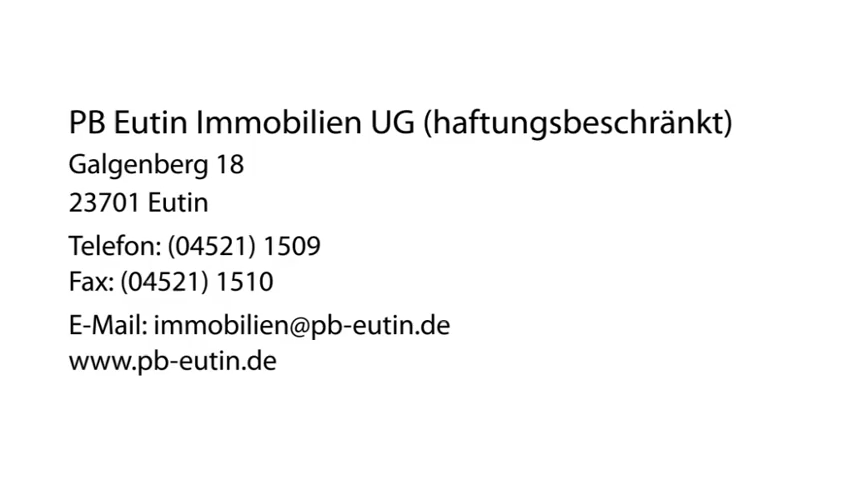 PB Eutin Immobilien UG (haftungsbeschränkt)
Galgenberg 18
23701 Eutin
Telefon: (04521) 1509
Fax: (04521) 1510
E-Mail: immobilien@pb-eutin.de
www.pb-eutin.de